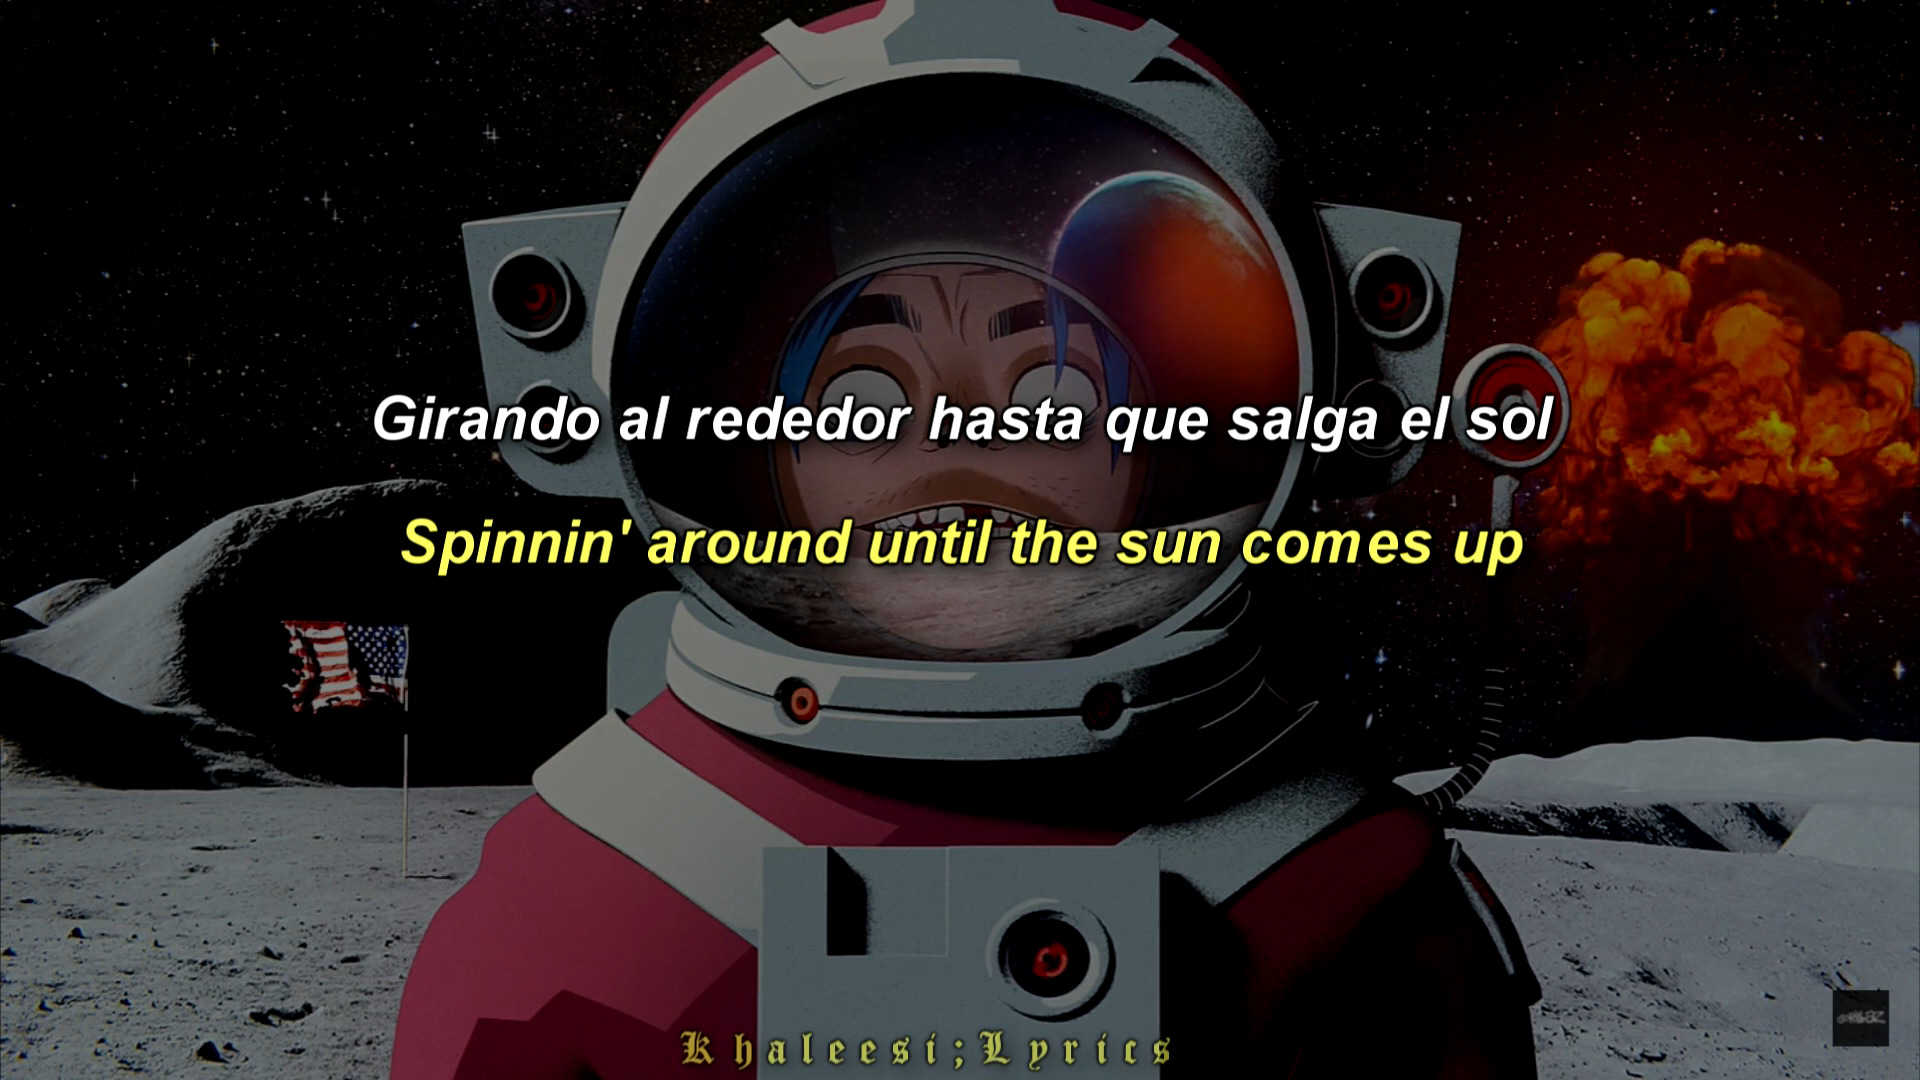 Girando al rededor hasta que salga el sol
Spinnin' around until the sun comes up
Khaleesi;Lyrics